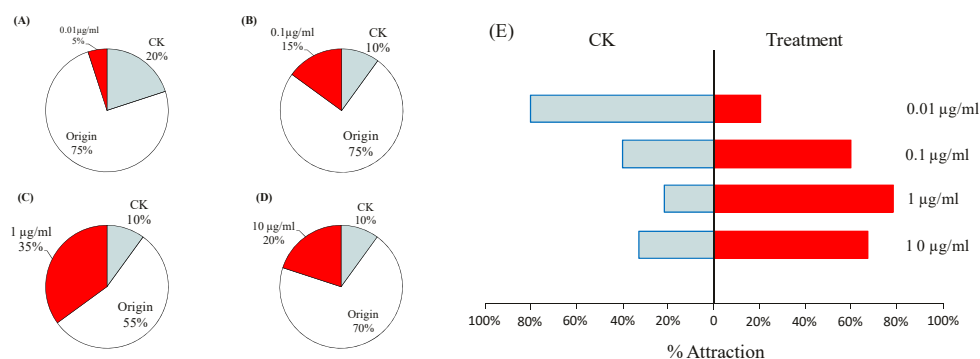 (A)
0.01µg/ml
5%
CK
20%
Origin
75%
(B)
0.1µg/ml
15%
CK
10%
Origin
75%
(C)
1 µg/ml
35%
CK
10%
Origin
55%
(D)
10 µg/ml
20%
CK
10%
Origin
70%
(E)
CK Treatment
0.01 µg/ml
0.1 µg/ml
1 µg/ml
1 0 µg/ml
100% 80% 60% 40% 20% 0 20% 40% 60% 80% 100%
% Attraction